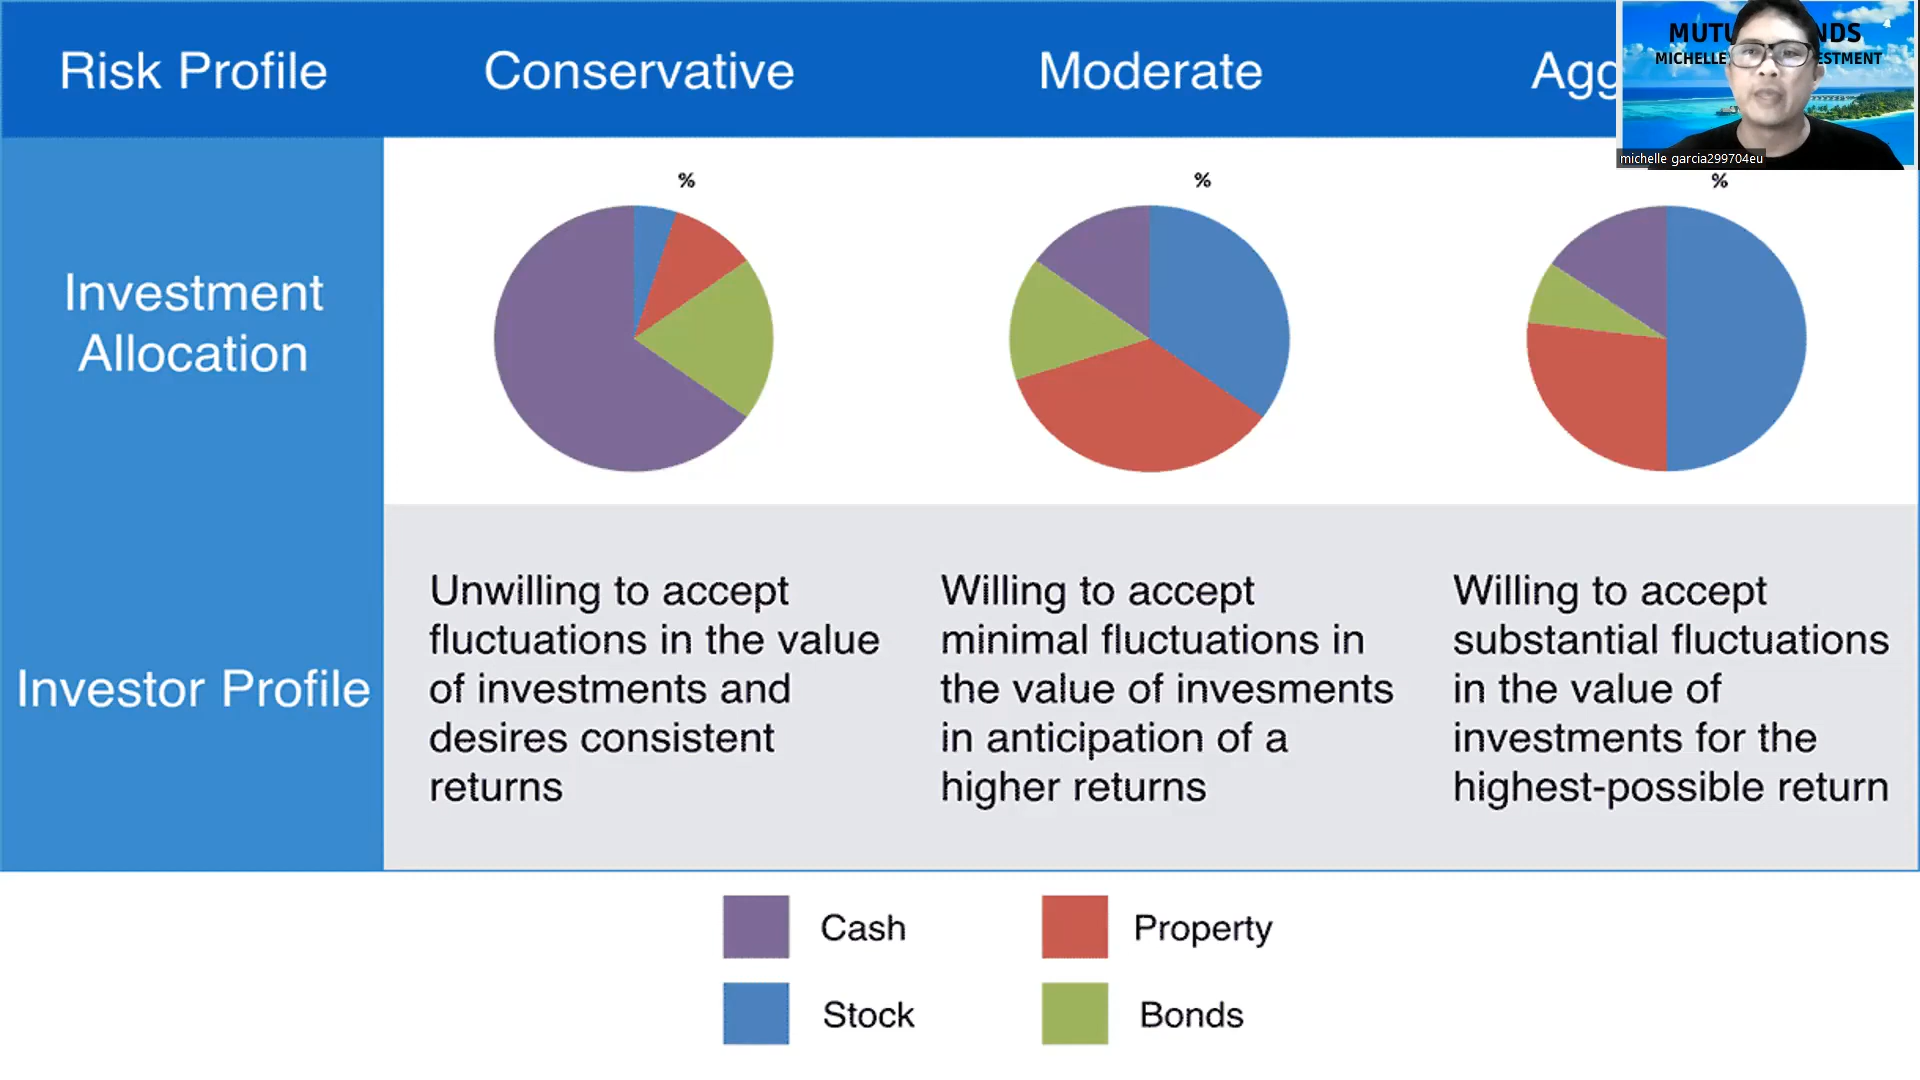 Risk Profile
Conservative
Moderate
MICHELLE
ESTMENT
michelle garcia299704eu
%
%
%
Investment
Allocation
Investor Profile
Unwilling to accept
fluctuations in the value
of investments and
desires consistent
returns
Willing to accept
minimal fluctuations in
the value of invesments
in anticipation of a
higher returns
Willing to accept
substantial fluctuations
in the value of
investments for the
highest-possible return
Cash
Property
Stock
Bonds